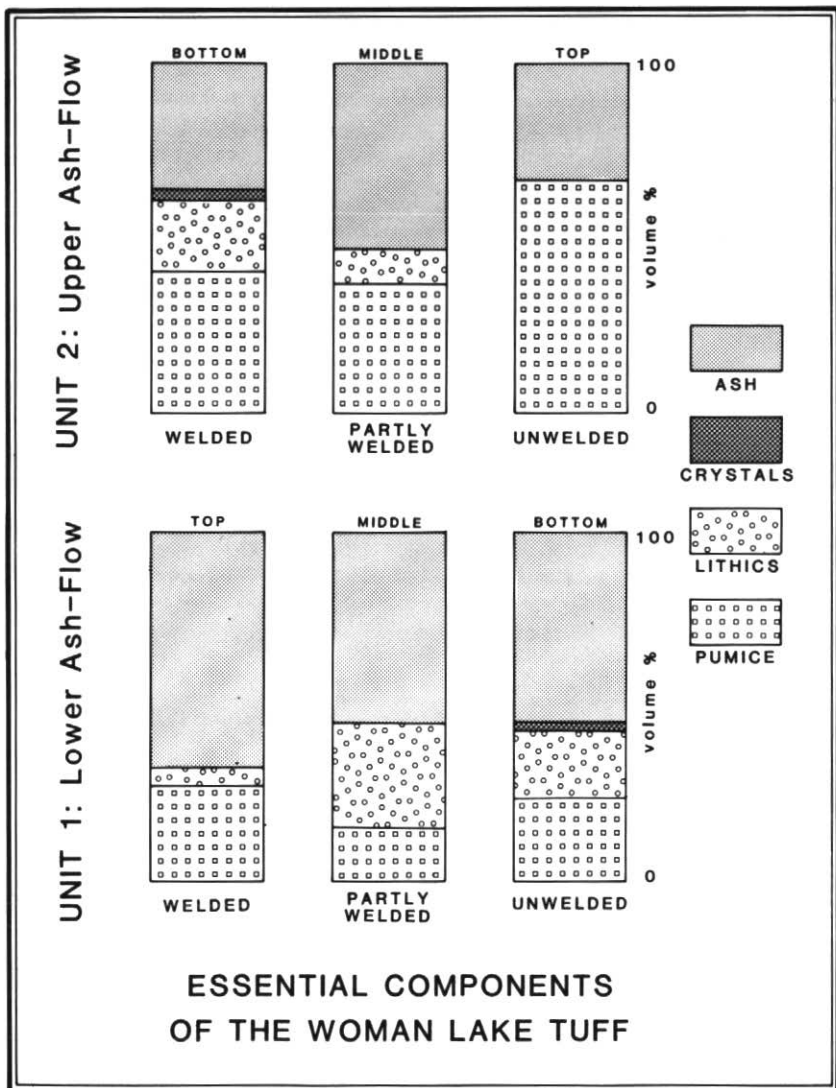 UNIT 2: Upper Ash-Flow
BOTTOM
MIDDLE
TOP
100
volume %
0
WELDED
PARTLY
WELDED
UNWELDED
ASH
CRYSTALS
LITHICS
PUMICE
UNIT 1: Lower Ash-Flow
TOP
MIDDLE
BOTTOM
100
volume %
0
WELDED
PARTLY
WELDED
UNWELDED
ESSENTIAL COMPONENTS
OF THE WOMAN LAKE TUFF